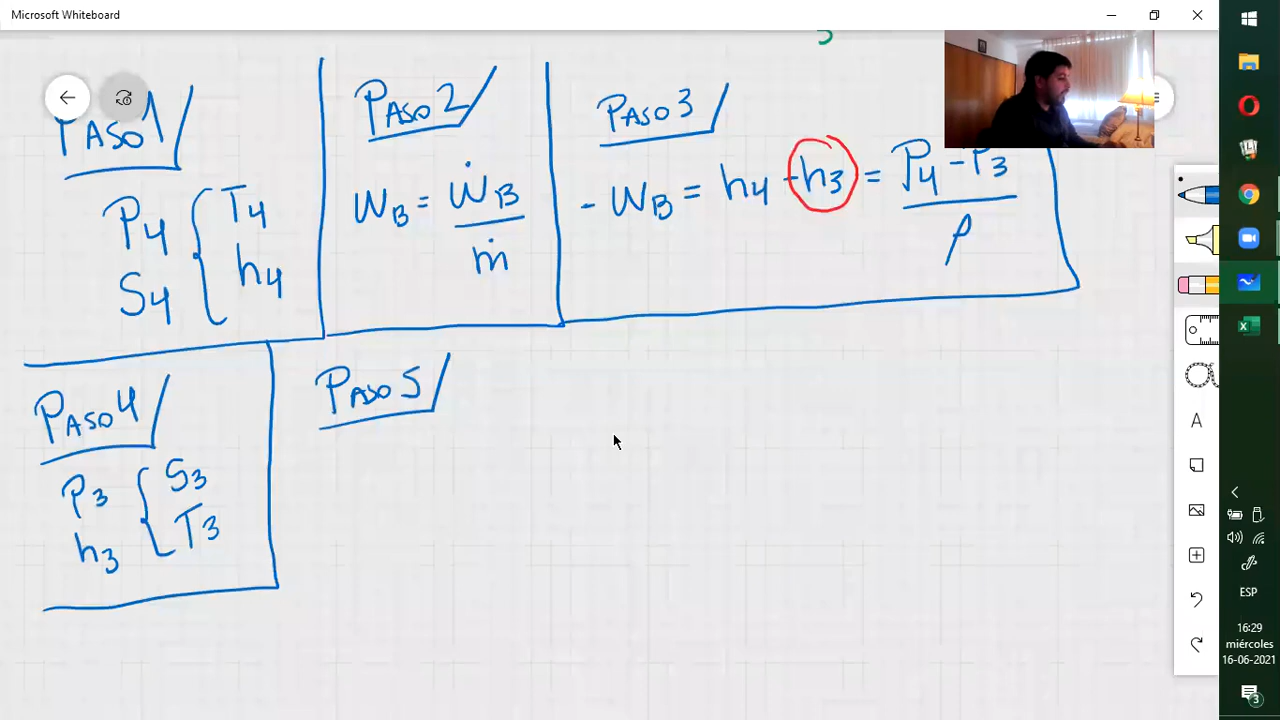 Microsoft Whiteboard
PASO 1/
P4 { T4
S4 { h4
PASO 2/
WB = ẆB / ṁ
PASO 3/
- WB = h4 - h3 = P4 - P3 / ρ
PASO 4/
P3 { S3
h3 { T3
PASO 5/
A
ESP
16:29
miércoles
16-06-2021
3